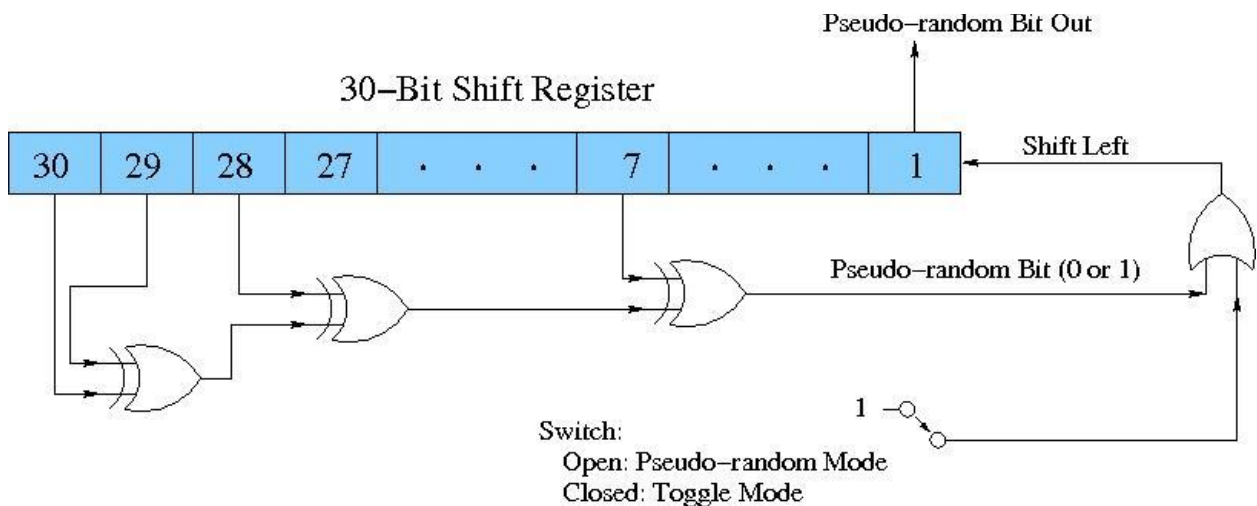 Pseudo-random Bit Out
30-Bit Shift Register
30 29 28 27 . . . 7 . . . 1
Shift Left
Pseudo-random Bit (0 or 1)
1
Switch:
Open: Pseudo-random Mode
Closed: Toggle Mode